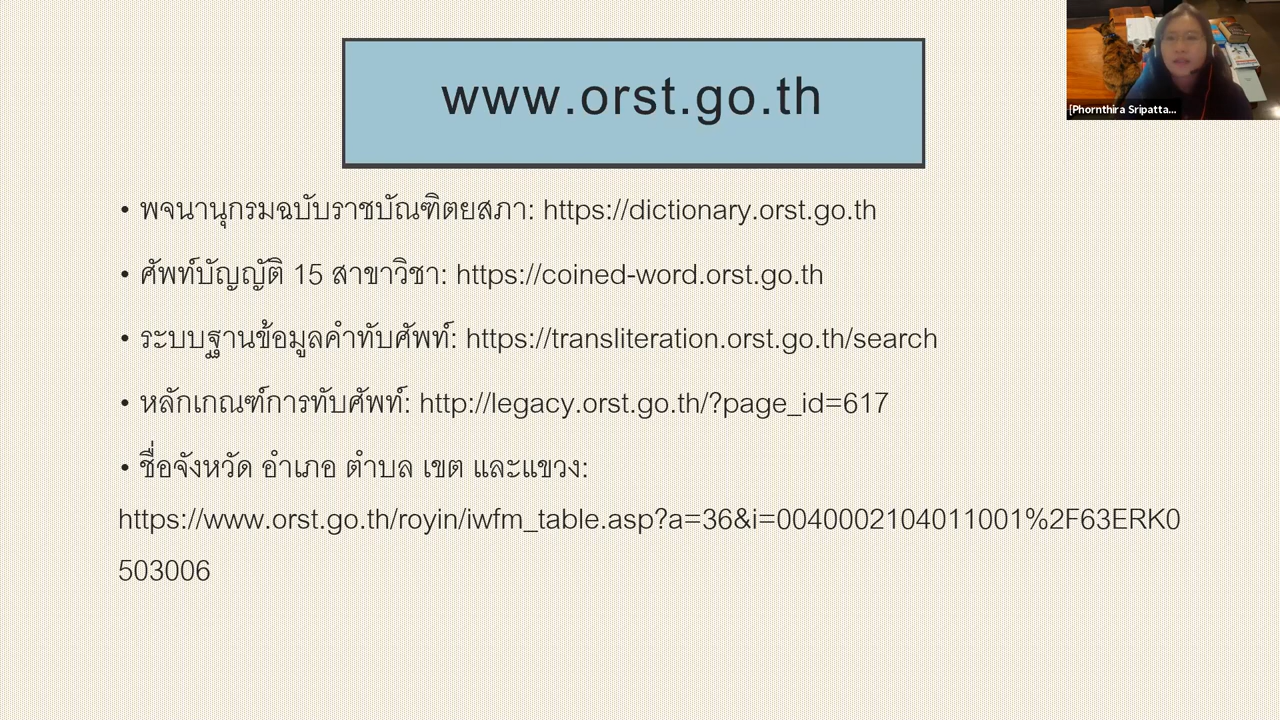 www.orst.go.th
[Phornthira Sripatta...
• พจนานุกรมฉบับราชบัณฑิตยสภา: https://dictionary.orst.go.th
• ศัพท์บัญญัติ 15 สาขาวิชา: https://coined-word.orst.go.th
• ระบบฐานข้อมูลคำทับศัพท์: https://transliteration.orst.go.th/search
• หลักเกณฑ์การทับศัพท์: http://legacy.orst.go.th/?page_id=617
• ชื่อจังหวัด อำเภอ ตำบล เขต และแขวง:
https://www.orst.go.th/royin/iwfm_table.asp?a=36&i=0040002104011001%2F63ERK0
503006